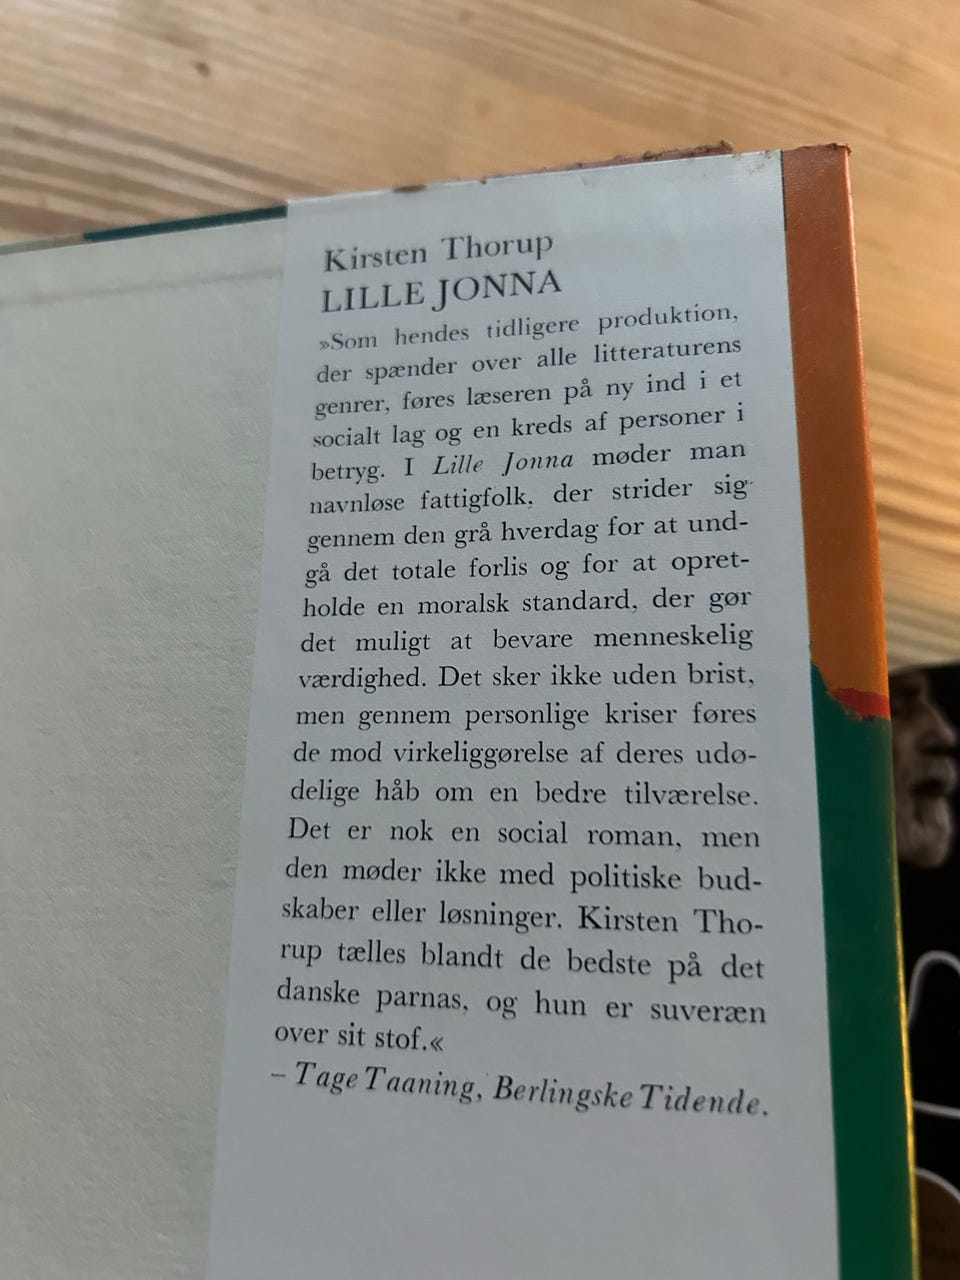 Kirsten Thorup
LILLE JONNA
»Som hendes tidligere produktion,
der spænder over alle litteraturens
genrer, føres læseren på ny ind i et
socialt lag og en kreds af personer i
betryg. I Lille Jonna møder man
navnløse fattigfolk, der strider sig
gennem den grå hverdag for at und-
gå det totale forlis og for at opret-
holde en moralsk standard, der gør
det muligt at bevare menneskelig
værdighed. Det sker ikke uden brist,
men gennem personlige kriser føres
de mod virkeliggørelse af deres udø-
delige håb om en bedre tilværelse.
Det er nok en social roman, men
den møder ikke med politiske bud-
skaber eller løsninger. Kirsten Tho-
rup tælles blandt de bedste på det
danske parnas, og hun er suveræn
over sit stof.«
– Tage Taaning, Berlingske Tidende.